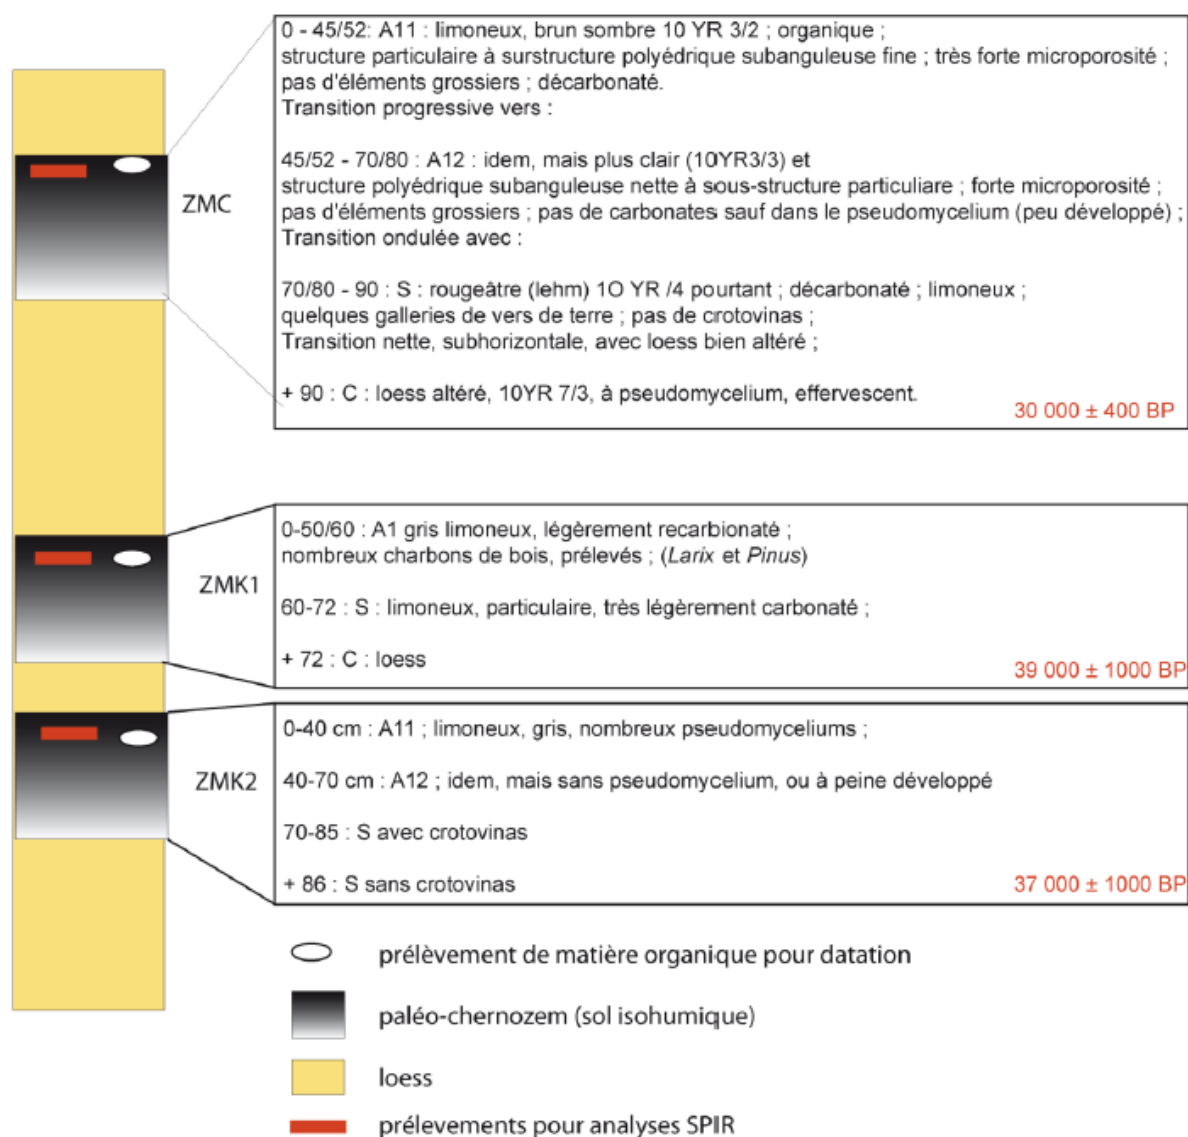 0 - 45/52: A11 : limoneux, brun sombre 10 YR 3/2 ; organique ;
structure particulaire à surstructure polyédrique subanguleuse fine ; très forte microporosité ;
pas d'éléments grossiers ; décarbonaté.
Transition progressive vers :
45/52 - 70/80 : A12 : idem, mais plus clair (10YR3/3) et
structure polyédrique subanguleuse nette à sous-structure particuliare ; forte microporosité ;
pas d'éléments grossiers ; pas de carbonates sauf dans le pseudomycelium (peu développé) ;
Transition ondulée avec :
70/80 - 90 : S : rougeâtre (lehm) 1O YR /4 pourtant ; décarbonaté ; limoneux ;
quelques galleries de vers de terre ; pas de crotovinas ;
Transition nette, subhorizontale, avec loess bien altéré ;
+ 90 : C : loess altéré, 10YR 7/3, à pseudomycelium, effervescent.
30 000 ± 400 BP
ZMC
0-50/60 : A1 gris limoneux, légèrement recarbionaté ;
nombreux charbons de bois, prélevés ; (Larix et Pinus)
60-72 : S : limoneux, particulaire, très légèrement carbonaté ;
+ 72 : C : loess
39 000 ± 1000 BP
ZMK1
0-40 cm : A11 ; limoneux, gris, nombreux pseudomyceliums ;
40-70 cm : A12 ; idem, mais sans pseudomycelium, ou à peine développé
70-85 : S avec crotovinas
+ 86 : S sans crotovinas
37 000 ± 1000 BP
ZMK2
prélèvement de matière organique pour datation
paléo-chernozem (sol isohumique)
loess
prélevements pour analyses SPIR